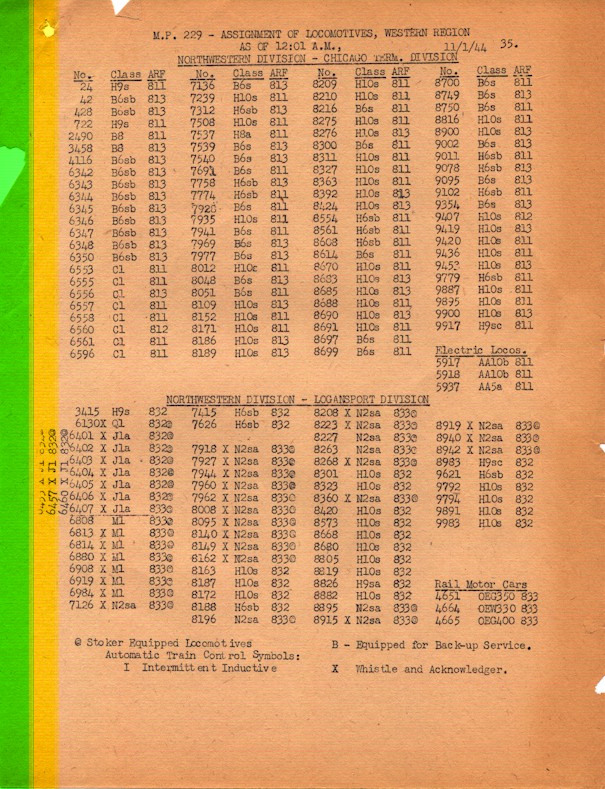 M.P. 229 - ASSIGNMENT OF LOCOMOTIVES, WESTERN REGION
AS OF 12:01 A.M., 11/1/44 35.
NORTHWESTERN DIVISION - CHICAGO TERM. DIVISION
No. Class ARF No. Class ARF No. Class ARF No. Class ARF
24 H9s 811 7136 B6s 813 8209 H10s 811 8700 B6s 811
42 B6sb 813 7239 H10s 811 8210 H10s 811 8749 B6s 813
428 B6sb 813 7312 H6sb 813 8216 B6s 811 8750 B6s 811
722 H9s 811 7508 H10s 811 8275 H10s 811 8816 H10s 811
2490 B8 811 7537 H8a 811 8276 H10s 813 8900 H10s 813
3458 B8 813 7539 B6s 813 8300 B6s 811 9002 B6s 813
4116 B6sb 813 7540 B6s 813 8311 H10s 811 9011 H6sb 811
6342 B6sb 813 7691 B6s 813 8327 H10s 811 9078 H6sb 813
6343 B6sb 813 7758 H6sb 813 8363 H10s 811 9095 B6s 813
6344 B6sb 813 7774 H6sb 811 8392 H10s 813 9102 H6sb 811
6345 B6sb 813 7928 B6s 811 8424 H10s 813 9354 B6s 813
6346 B6sb 813 7935 H10s 811 8554 H6sb 811 9407 H10s 812
6347 B6sb 813 7941 B6s 811 8561 H6sb 811 9419 H10s 813
6348 B6sb 813 7969 B6s 813 8608 H6sb 811 9420 H10s 811
6350 B6sb 813 7977 B6s 813 8614 B6s 811 9436 H10s 811
6553 C1 811 8012 H10s 811 8670 H10s 813 9453 H10s 813
6555 C1 811 8048 B6s 813 8683 H10s 813 9779 H6sb 811
6556 C1 813 8051 B6s 811 8685 H10s 813 9887 H10s 811
6557 C1 811 8109 H10s 813 8688 H10s 811 9895 H10s 811
6558 C1 811 8152 H10s 811 8690 H10s 813 9900 H10s 813
6560 C1 812 8171 H10s 811 8691 H10s 811 9917 H9sc 811
6561 C1 811 8186 H10s 813 8697 B6s 811
6596 C1 811 8189 H10s 813 8699 B6s 811 Electric Locos.
5917 AA10b 811
5918 AA10b 811
5937 AA5a 811
NORTHWESTERN DIVISION - LOGANSPORT DIVISION
3415 H9s 832 7415 H6sb 832 8208 X N2sa 833@
6130X Q1 832@ 7626 H6sb 832 8223 X N2sa 833@ 8919 X N2sa 833@
6401 X J1a 832@ 8227 N2sa 833@ 8940 X N2sa 833@
6402 X J1a 832@ 7918 X N2sa 833@ 8263 N2sa 833@ 8942 X N2sa 833@
6403 X J1a 832@ 7927 X N2sa 833@ 8268 X N2sa 833@ 8983 H9sc 832
6404 X J1a 832@ 7944 X N2sa 833@ 8301 H10s 832 9621 H6sb 832
6405 X J1a 832@ 7960 X N2sa 833@ 8323 H10s 832 9792 H10s 832
6406 X J1a 832@ 7962 X N2sa 833@ 8360 X N2sa 833@ 9794 H10s 832
6407 X J1a 833@ 8008 X N2sa 833@ 8420 H10s 832 9891 H10s 832
6808 M1 833@ 8095 X N2sa 833@ 8573 H10s 832 9983 H10s 832
6813 X M1 833@ 8140 X N2sa 833@ 8668 H10s 832
6814 X M1 833@ 8149 X N2sa 833@ 8680 H10s 832
6880 X M1 833@ 8162 X N2sa 833@ 8805 H10s 832
6908 X M1 833@ 8163 H10s 832 8819 H10s 832
6919 X M1 833@ 8187 H10s 832 8826 H9sa 832 Rail Motor Cars
6984 X M1 833@ 8172 H10s 832 8882 H10s 832 4651 OEG350 833
7126 X N2sa 833@ 8188 H6sb 832 8895 N2sa 833@ 4664 OEW330 833
8196 N2sa 833@ 8915 X N2sa 833@ 4665 OEG400 833
6457 X J1 832@
6460 X J1 832@
@ Stoker Equipped Locomotives B - Equipped for Back-up Service.
Automatic Train Control Symbols:
I Intermittent Inductive X Whistle and Acknowledger.